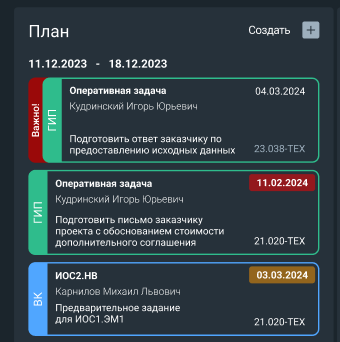 План
Создать
11.12.2023 - 18.12.2023
Важно!
ГИП
Оперативная задача
04.03.2024
Кудринский Игорь Юрьевич
Подготовить ответ заказчику по
предоставлению исходных данных
23.038-ТЕХ
ГИП
Оперативная задача
11.02.2024
Кудринский Игорь Юрьевич
Подготовить письмо заказчику
проекта с обоснованием стоимости
дополнительного соглашения
21.020-ТЕХ
ВК
ИОС2.НВ
03.03.2024
Карнилов Михаил Львович
Предварительное задание
для ИОС1.ЭМ1
21.020-ТЕХ